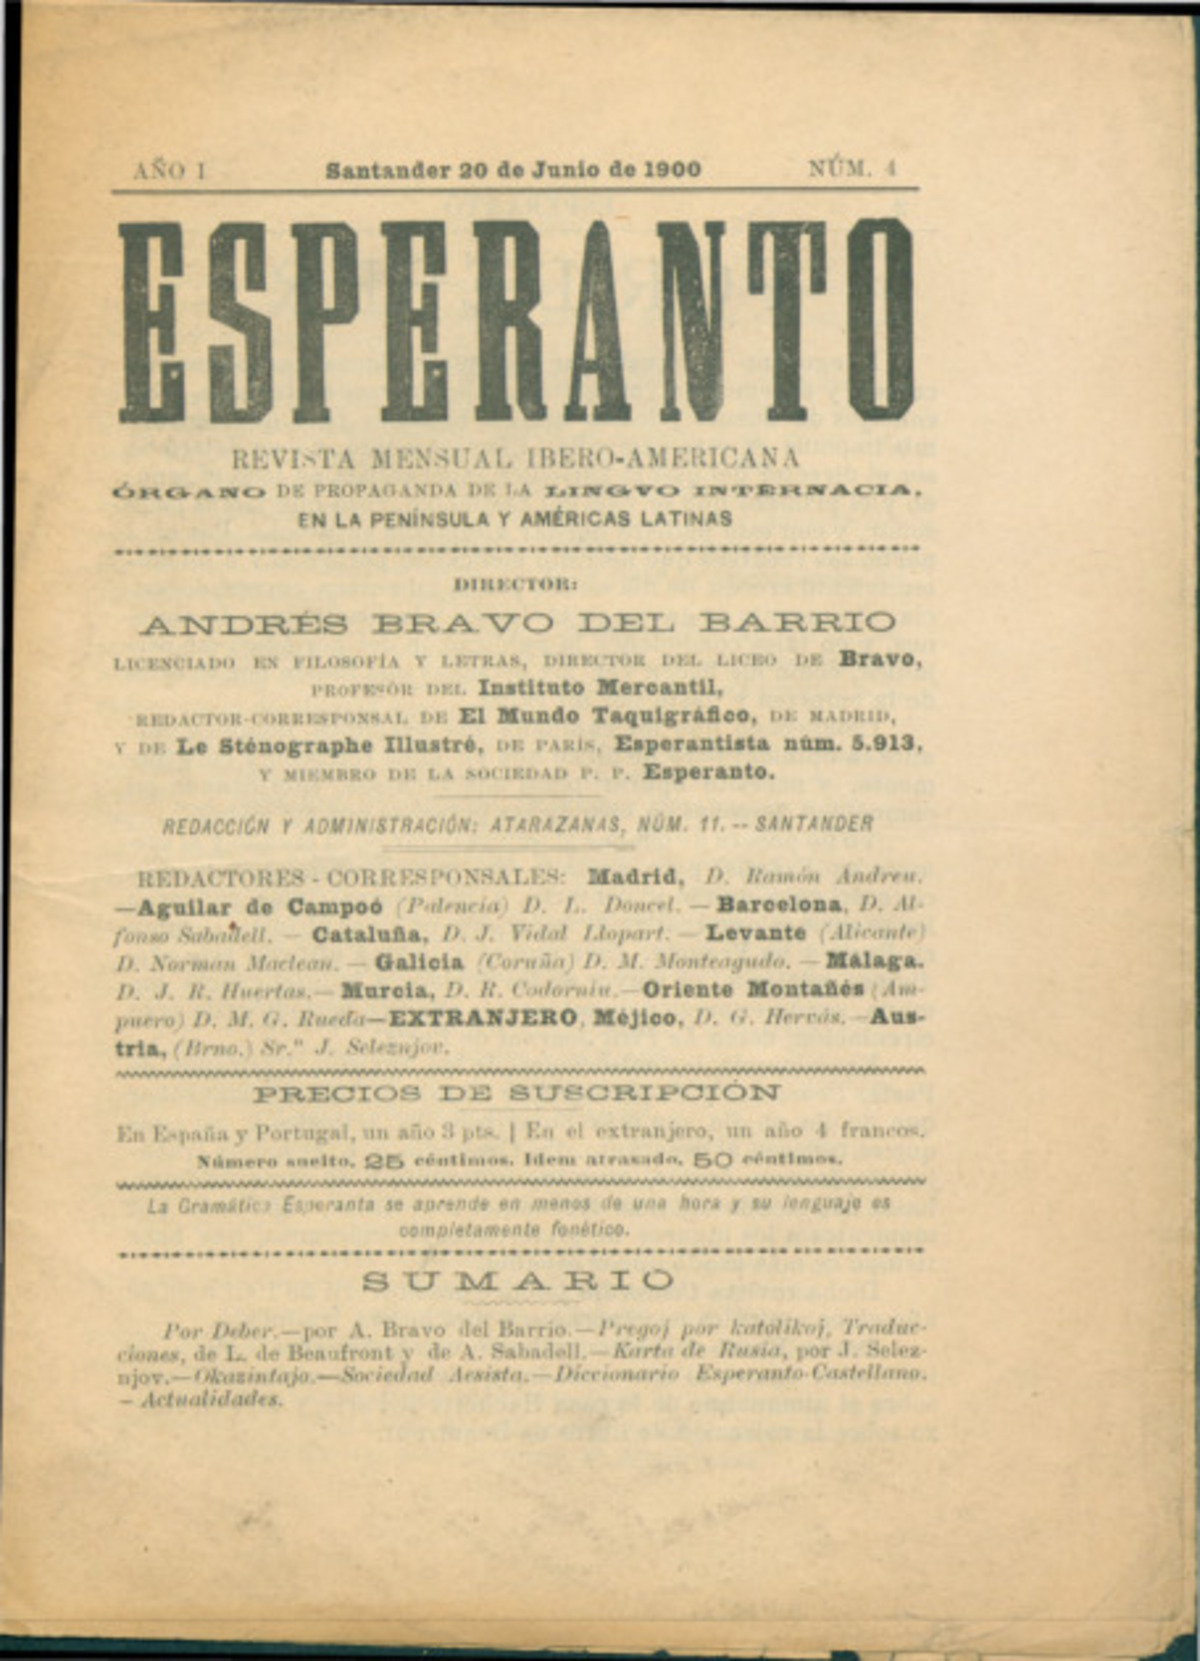 AÑO I Santander 20 de Junio de 1900 NÚM. 4
ESPERANTO
REVISTA MENSUAL IBERO-AMERICANA
ÓRGANO DE PROPAGANDA DE LA LINGVO INTERNACIA,
EN LA PENÍNSULA Y AMÉRICAS LATINAS
DIRECTOR:
ANDRÉS BRAVO DEL BARRIO
LICENCIADO EN FILOSOFÍA Y LETRAS, DIRECTOR DEL LICEO DE Bravo,
PROFESOR DEL Instituto Mercantil,
REDACTOR-CORRESPONSAL DE El Mundo Taquigráfico, DE MADRID,
Y DE Le Sténographe Illustré, DE PARÍS, Esperantista núm. 5.913,
Y MIEMBRO DE LA SOCIEDAD P. P. Esperanto.
REDACCIÓN Y ADMINISTRACIÓN: ATARAZANAS, NÚM. 11. -- SANTANDER
REDACTORES - CORRESPONSALES: Madrid, D. Ramón Andreu.
—Aguilar de Campoó (Palencia) D. L. Doncel. — Barcelona, D. Al-
fonso Sabadell. — Cataluña, D. J. Vidal Llopart. — Levante (Alicante)
D. Norman Maclean. — Galicia (Coruña) D. M. Monteagudo. — Málaga.
D. J. R. Huertas.— Murcia, D. R. Codorniu.—Oriente Montañés (Am-
puero) D. M. G. Rueda—EXTRANJERO, Méjico, D. G. Hervás. —Aus-
tria, (Brno.) Sr." J. Seleznjov.
PRECIOS DE SUSCRIPCIÓN
En España y Portugal, un año 3 pts. | En el extranjero, un año 4 francos.
Número suelto, 25 céntimos. Idem atrasado, 50 céntimos.
La Gramática Esperanta se aprende en menos de una hora y su lenguaje es
completamente fonético.
SUMARIO
Por Deber.—por A. Bravo del Barrio.—Pregoj por katolikoj, Traduc-
ciones, de L. de Beaufront y de A. Sabadell.—Karta de Rusia, por J. Selez-
njov.—Okazintajo.—Sociedad Aesista.—Diccionario Esperanto-Castellano.
— Actualidades.